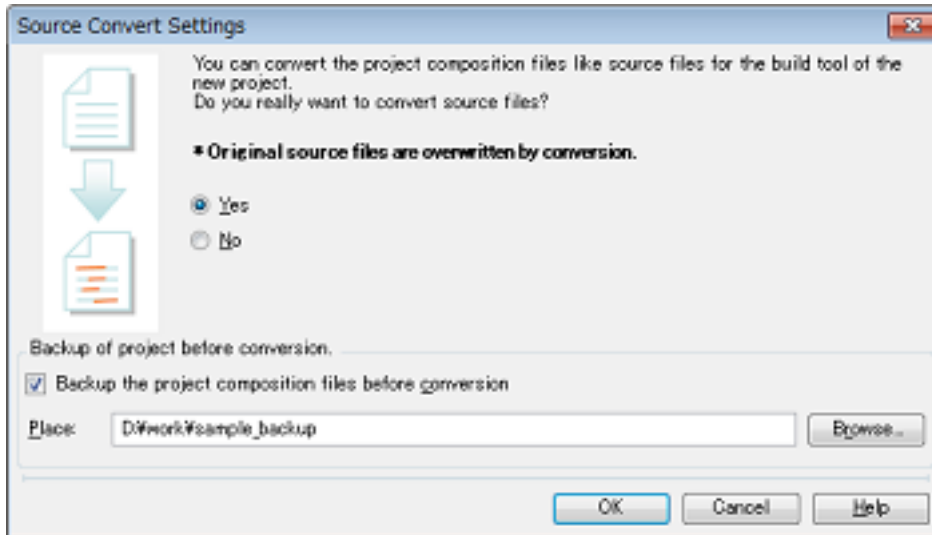 Source Convert Settings
You can convert the project composition files like source files for the build tool of the
new project.
Do you really want to convert source files?
* Original source files are overwritten by conversion.
Yes
No
Backup of project before conversion.
Backup the project composition files before conversion
Place: D:¥work¥sample_backup Browse...
OK Cancel Help